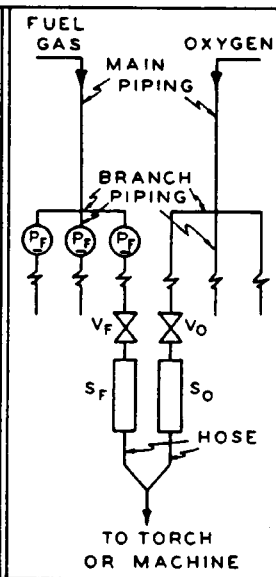 FUEL GAS
OXYGEN
MAIN PIPING
BRANCH PIPING
PF PF PF
VF VO
SF SO
HOSE
TO TORCH
OR MACHINE